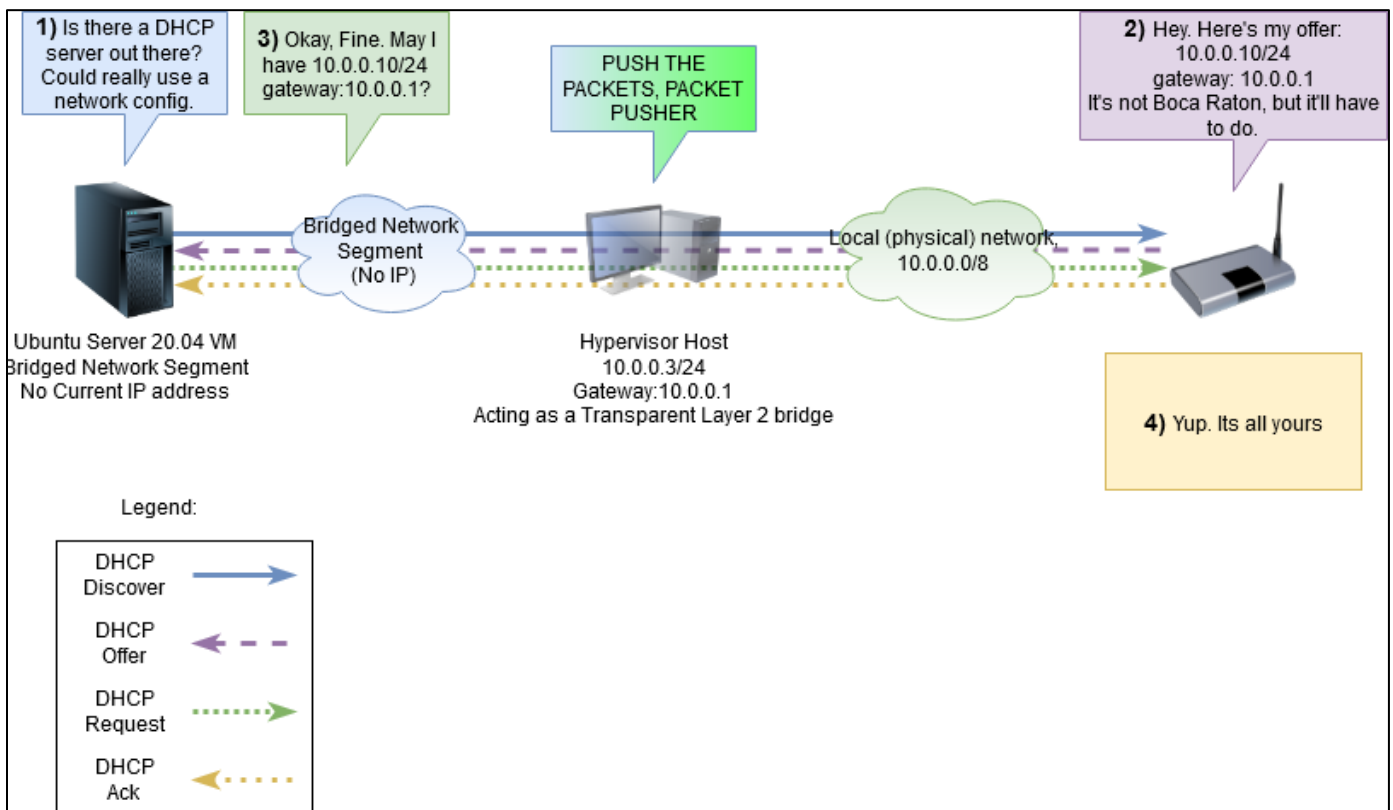 1) Is there a DHCP
server out there?
Could really use a
network config.
3) Okay, Fine. May I
have 10.0.0.10/24
gateway:10.0.0.1?
PUSH THE
PACKETS, PACKET
PUSHER
2) Hey. Here's my offer:
10.0.0.10/24
gateway: 10.0.0.1
It's not Boca Raton, but it'll have
to do.
Bridged Network
Segment
(No IP)
Local (physical) network,
10.0.0.0/8
Ubuntu Server 20.04 VM
Bridged Network Segment
No Current IP address
Hypervisor Host
10.0.0.3/24
Gateway:10.0.0.1
Acting as a Transparent Layer 2 bridge
4) Yup. Its all yours
Legend:
DHCP
Discover
DHCP
Offer
DHCP
Request
DHCP
Ack